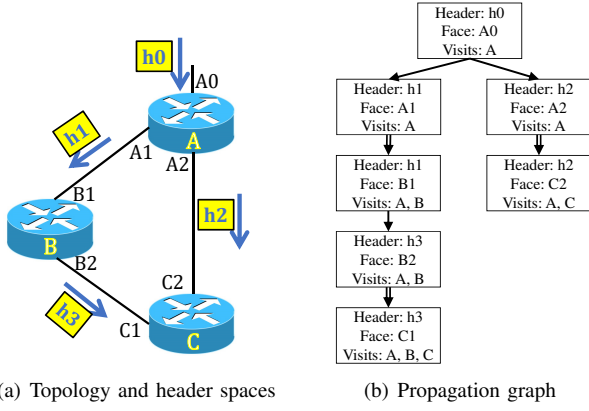 h0
A0
A
h1
A1
A2
B1
h2
B
B2
C2
h3
C1
C
Header: h0
Face: A0
Visits: A
Header: h1
Face: A1
Visits: A
Header: h2
Face: A2
Visits: A
Header: h1
Face: B1
Visits: A, B
Header: h2
Face: C2
Visits: A, C
Header: h3
Face: B2
Visits: A, B
Header: h3
Face: C1
Visits: A, B, C
a) Topology and header spaces
(b) Propagation graph